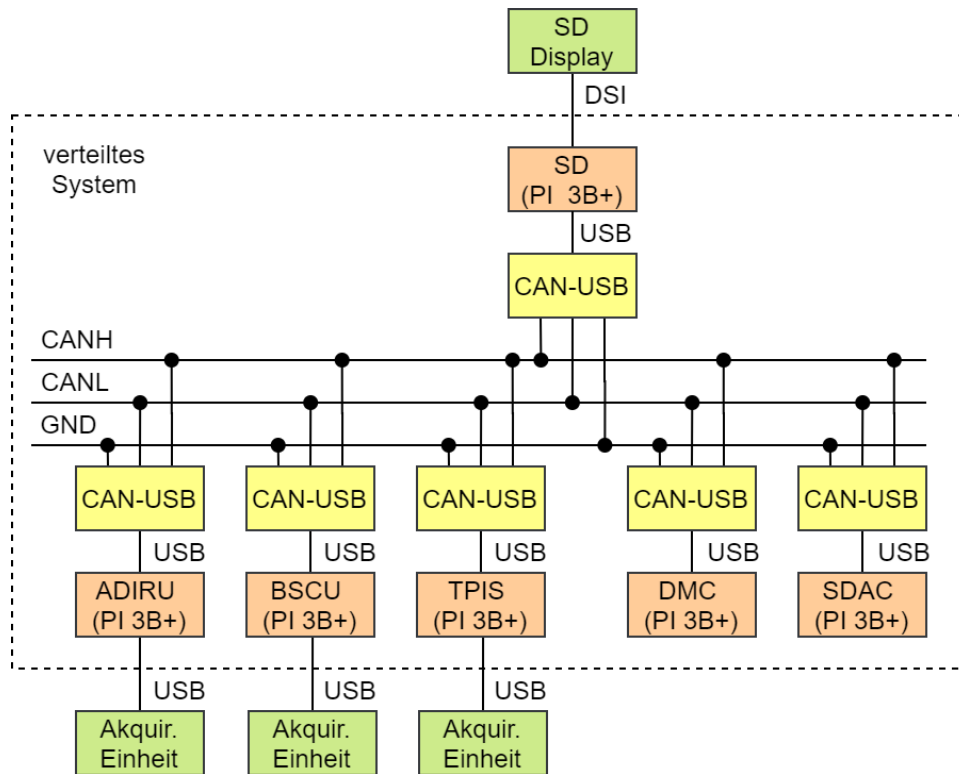 SD
Display
DSI
verteiltes
System
SD
(PI 3B+)
USB
CAN-USB
CANH
CANL
GND
CAN-USB
CAN-USB
CAN-USB
CAN-USB
CAN-USB
USB
USB
USB
USB
USB
ADIRU
(PI 3B+)
BSCU
(PI 3B+)
TPIS
(PI 3B+)
DMC
(PI 3B+)
SDAC
(PI 3B+)
USB
USB
USB
Akquir.
Einheit
Akquir.
Einheit
Akquir.
Einheit